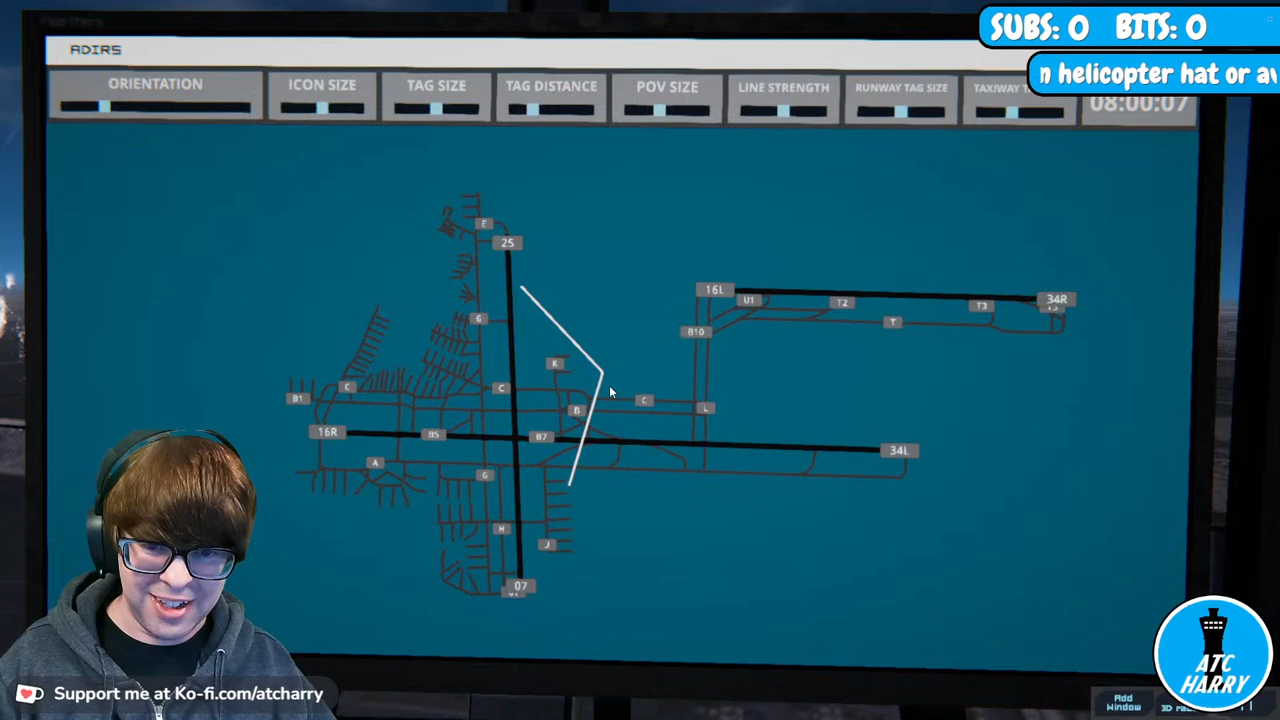 SUBS: 0 BITS: 0
n helicopter hat or av
ADIRS
ORIENTATION
ICON SIZE
TAG SIZE
TAG DISTANCE
POV SIZE
LINE STRENGTH
RUNWAY TAG SIZE
TAXIWAY T
08:00:07
E
25
16L
34R
U1
T2
T3
T
G
B10
K
C
C
B1
C
B
L
16R
B5
B7
34L
A
G
H
J
07
Support me at Ko-fi.com/atcharry
Add
Window
ATC
HARRY